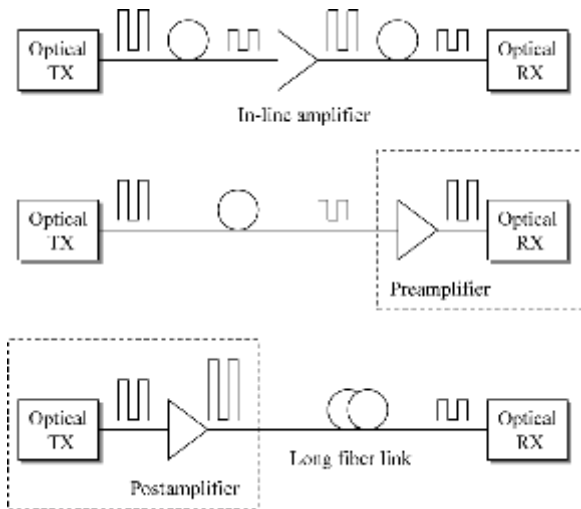 Optical
TX
Optical
RX
In-line amplifier
Optical
TX
Optical
RX
Preamplifier
Optical
TX
Optical
RX
Long fiber link
Postamplifier